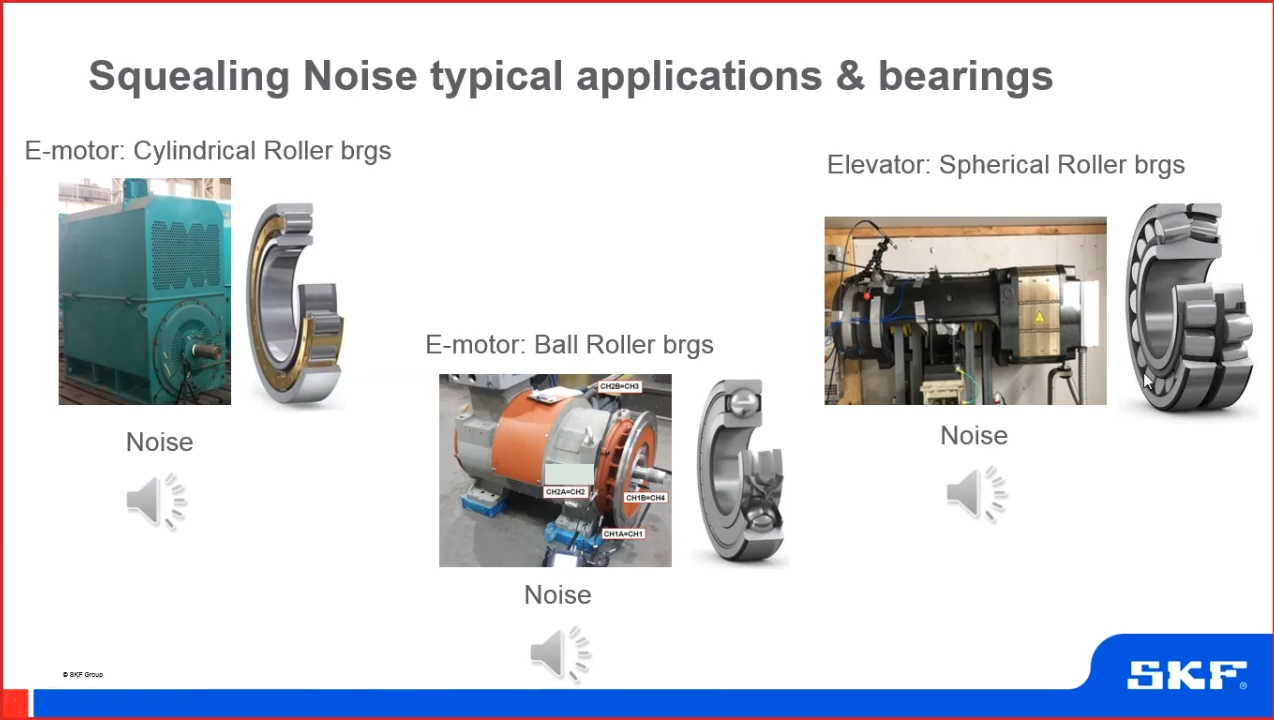 Squealing Noise typical applications & bearings
E-motor: Cylindrical Roller brgs
Noise
E-motor: Ball Roller brgs
CH2B=CH3
CH2A=CH2
CH1B=CH4
CH1A=CH1
Noise
Elevator: Spherical Roller brgs
Noise
© SKF Group
SKF®